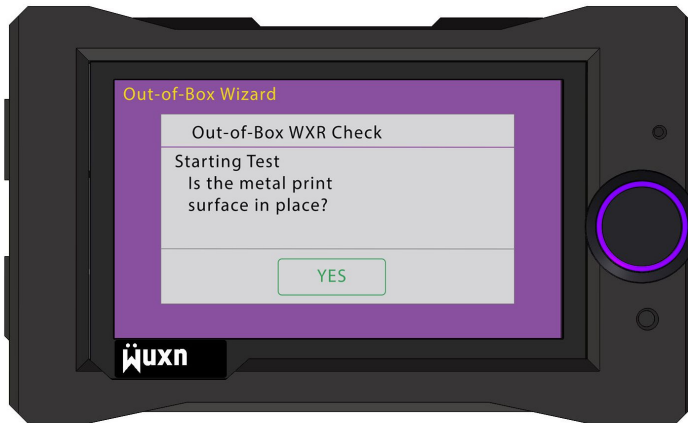 Out-of-Box Wizard
Out-of-Box WXR Check
Starting Test
Is the metal print
surface in place?
YES
ẅuxn